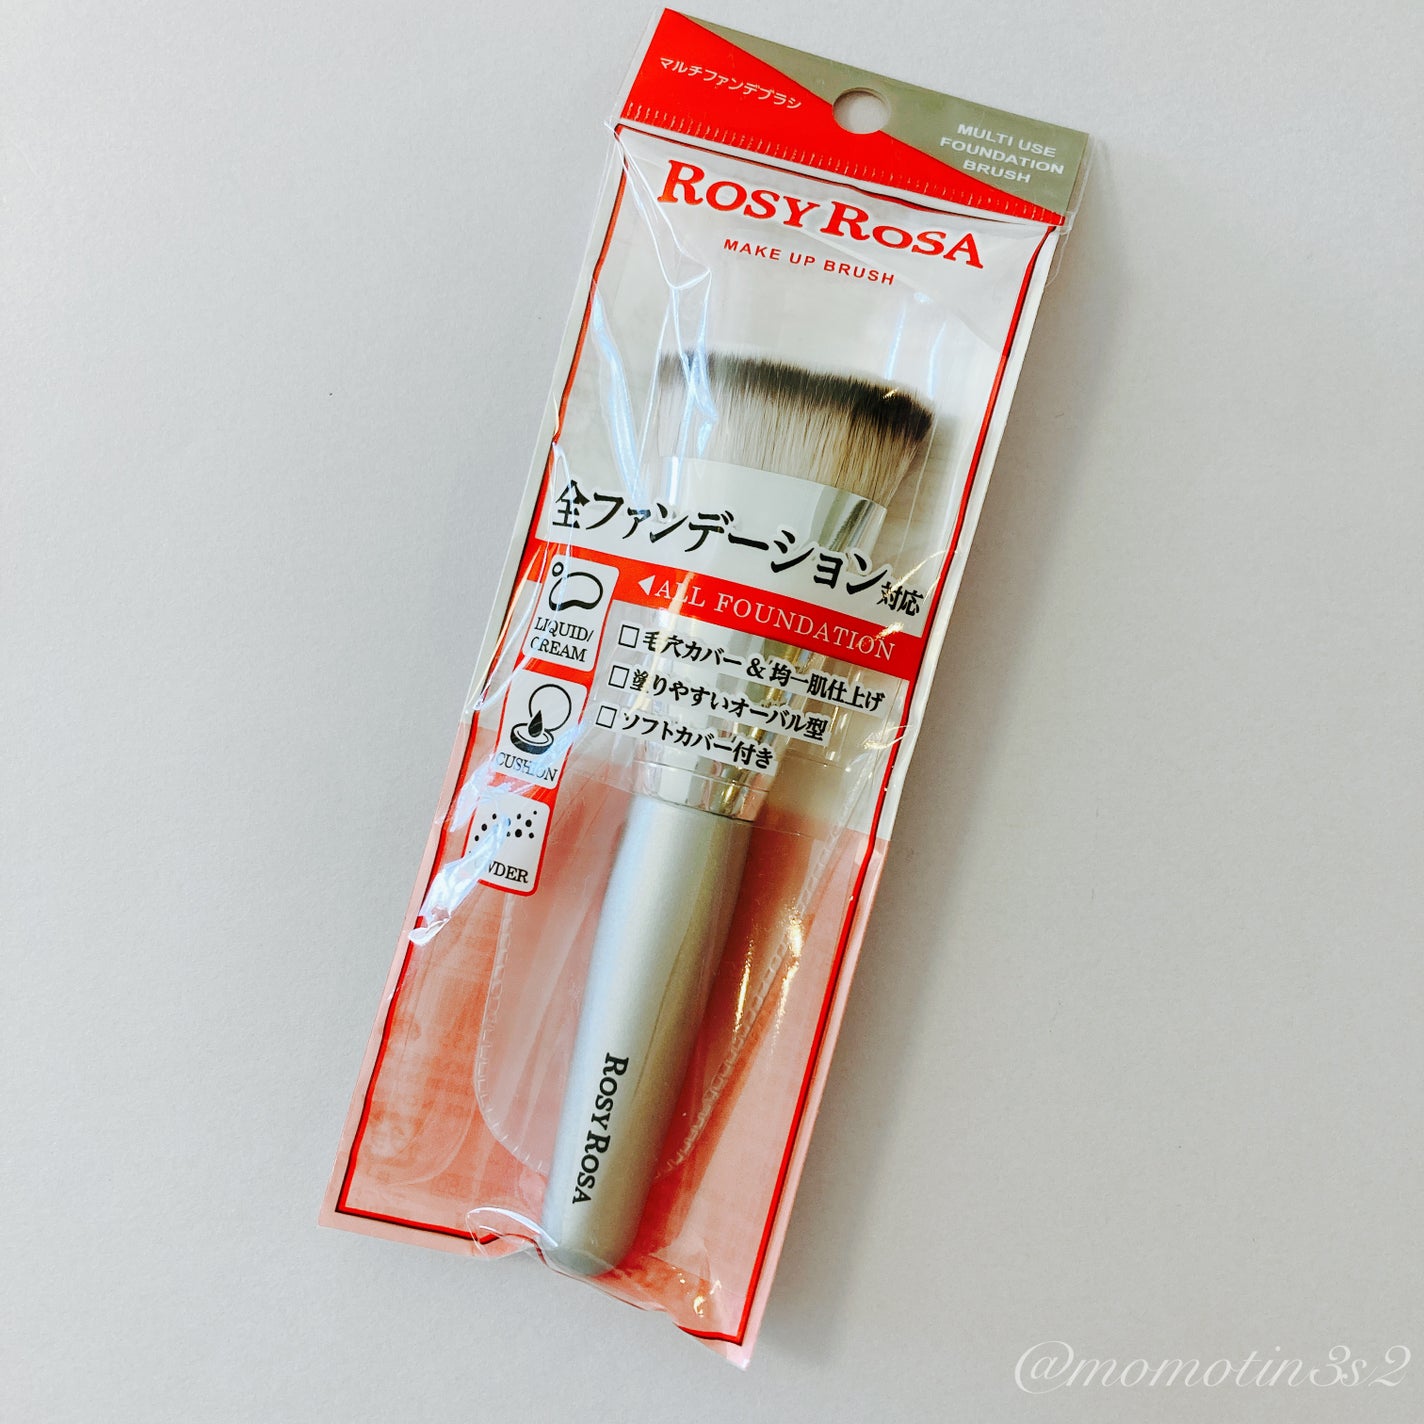 マルチファンデブラシ
MULTI USE
FOUNDATION
BRUSH
ROSY ROSA
MAKE UP BRUSH
全ファンデーション対応
◀ALL FOUNDATION
LIQUID/
CREAM
□毛穴カバー&均一肌仕上げ
□塗りやすいオーバル型
□ソフトカバー付き
CUSHION
POWDER
ROSY ROSA
@momotin3s2